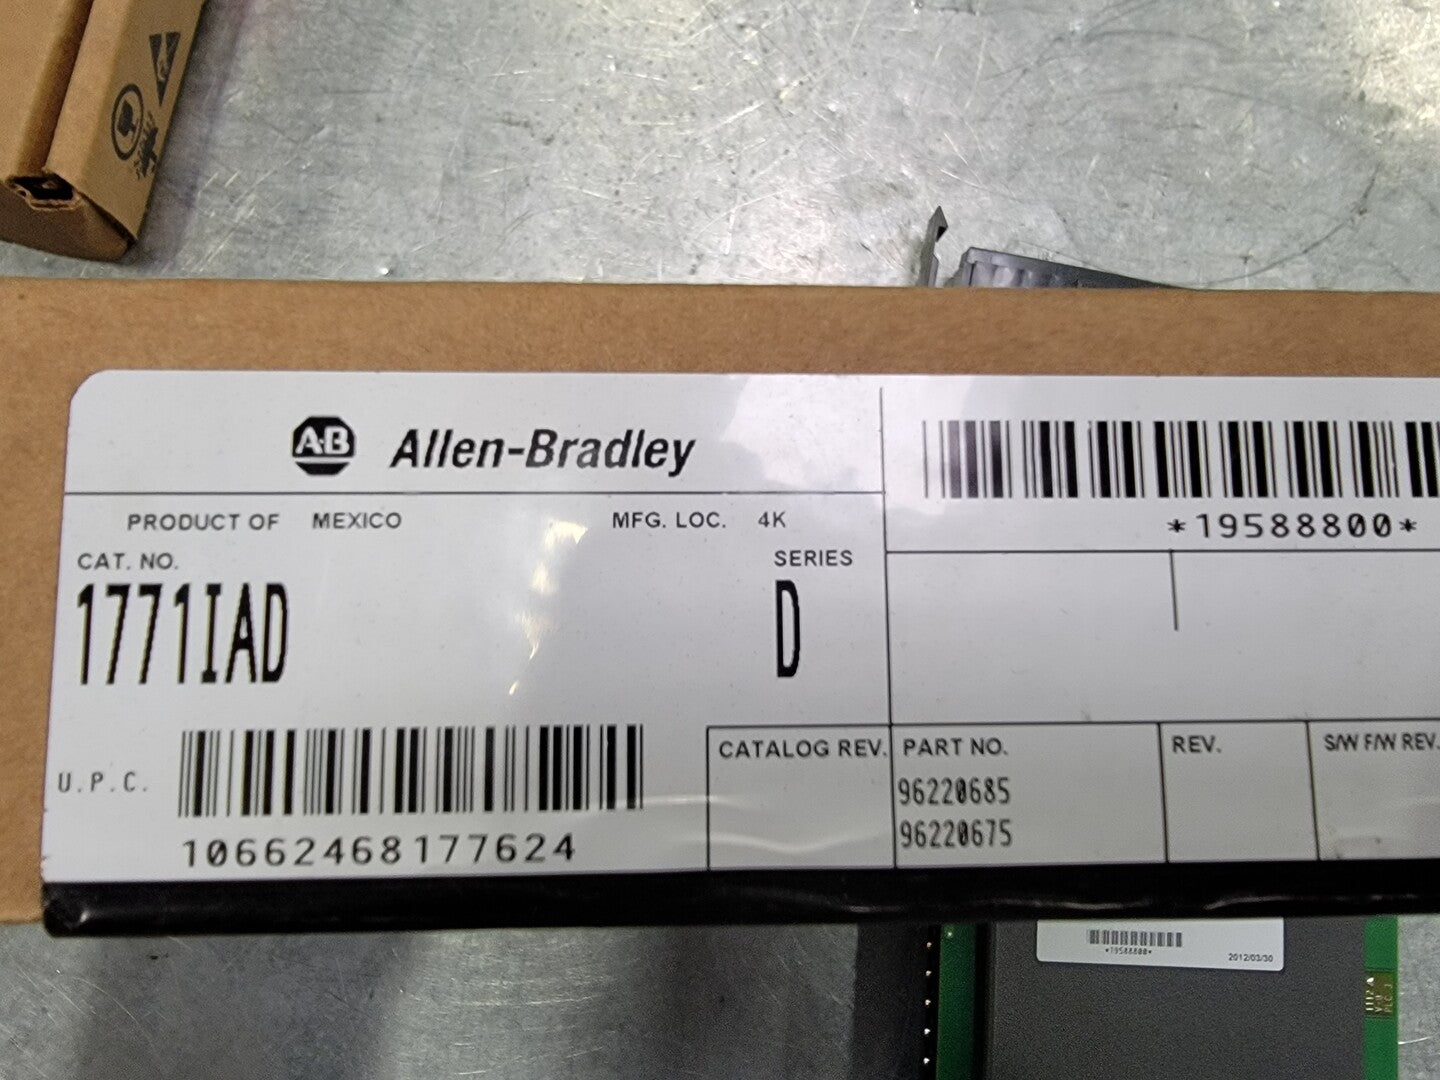 A-B Allen-Bradley
PRODUCT OF MEXICO MFG. LOC. 4K
CAT. NO. SERIES
1771IAD D
U.P.C.
10662468177624
*19588800*
CATALOG REV. PART NO. REV. S/W F/W REV.
96220685
96220675
*19588800*
2012/03/30